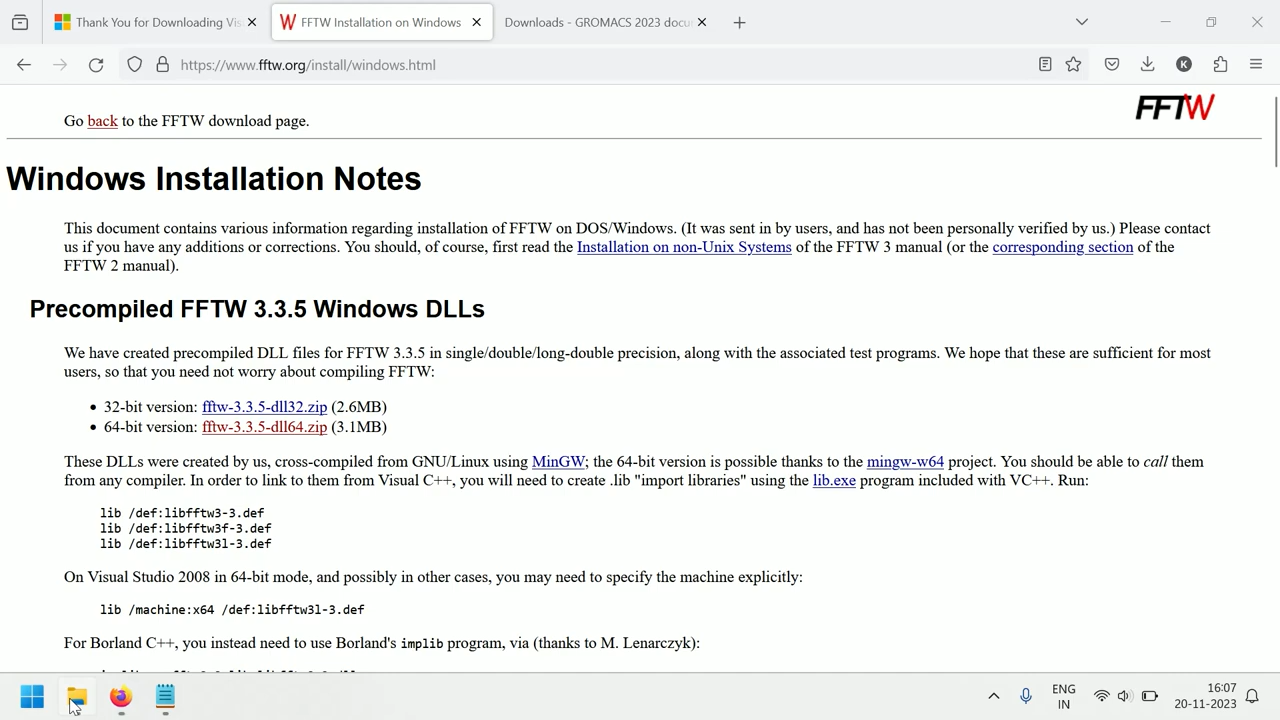 Thank You for Downloading Vis
FFTW Installation on Windows
Downloads - GROMACS 2023 docu
https://www.fftw.org/install/windows.html
K
Go back to the FFTW download page.
FFTW
Windows Installation Notes
This document contains various information regarding installation of FFTW on DOS/Windows. (It was sent in by users, and has not been personally verified by us.) Please contact
us if you have any additions or corrections. You should, of course, first read the Installation on non-Unix Systems of the FFTW 3 manual (or the corresponding section of the
FFTW 2 manual).
Precompiled FFTW 3.3.5 Windows DLLs
We have created precompiled DLL files for FFTW 3.3.5 in single/double/long-double precision, along with the associated test programs. We hope that these are sufficient for most
users, so that you need not worry about compiling FFTW:
• 32-bit version: fftw-3.3.5-dll32.zip (2.6MB)
• 64-bit version: fftw-3.3.5-dll64.zip (3.1MB)
These DLLs were created by us, cross-compiled from GNU/Linux using MinGW; the 64-bit version is possible thanks to the mingw-w64 project. You should be able to call them
from any compiler. In order to link to them from Visual C++, you will need to create .lib "import libraries" using the lib.exe program included with VC++. Run:
lib /def:libfftw3-3.def
lib /def:libfftw3f-3.def
lib /def:libfftw3l-3.def
On Visual Studio 2008 in 64-bit mode, and possibly in other cases, you may need to specify the machine explicitly:
lib /machine:x64 /def:libfftw3l-3.def
For Borland C++, you instead need to use Borland's implib program, via (thanks to M. Lenarczyk):
ENG
IN
16:07
20-11-2023